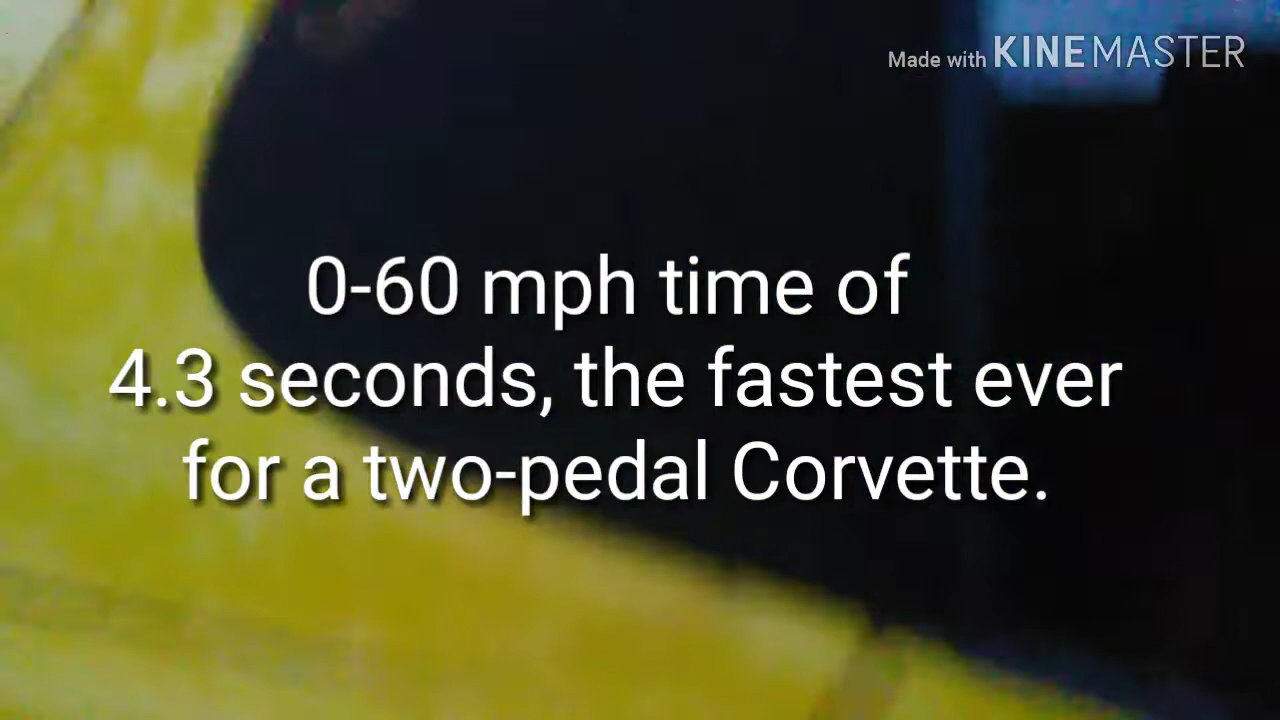 Made with KINEMASTER
0-60 mph time of
4.3 seconds, the fastest ever
for a two-pedal Corvette.